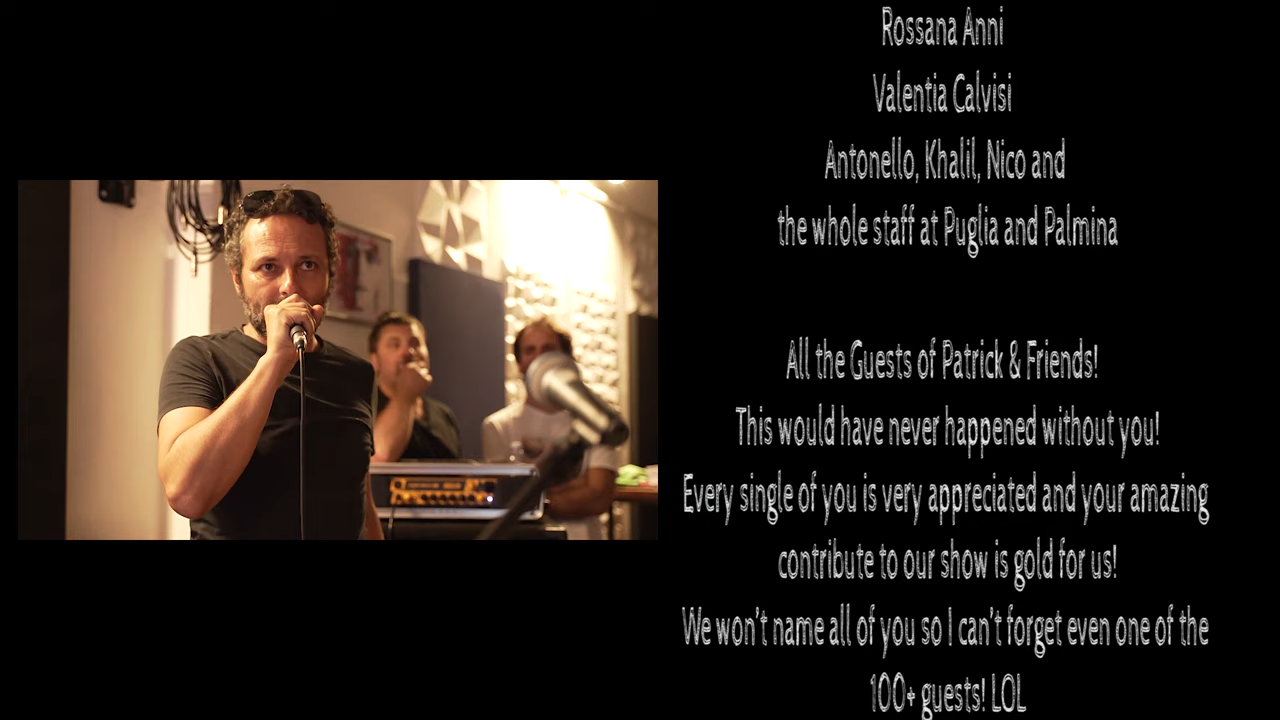 Rossana Anni
Valentia Calvisi
Antonello, Khalil, Nico and
the whole staff at Puglia and Palmina
All the Guests of Patrick & Friends!
This would have never happened without you!
Every single of you is very appreciated and your amazing
contribute to our show is gold for us!
We won't name all of you so I can't forget even one of the
100+ guests! LOL